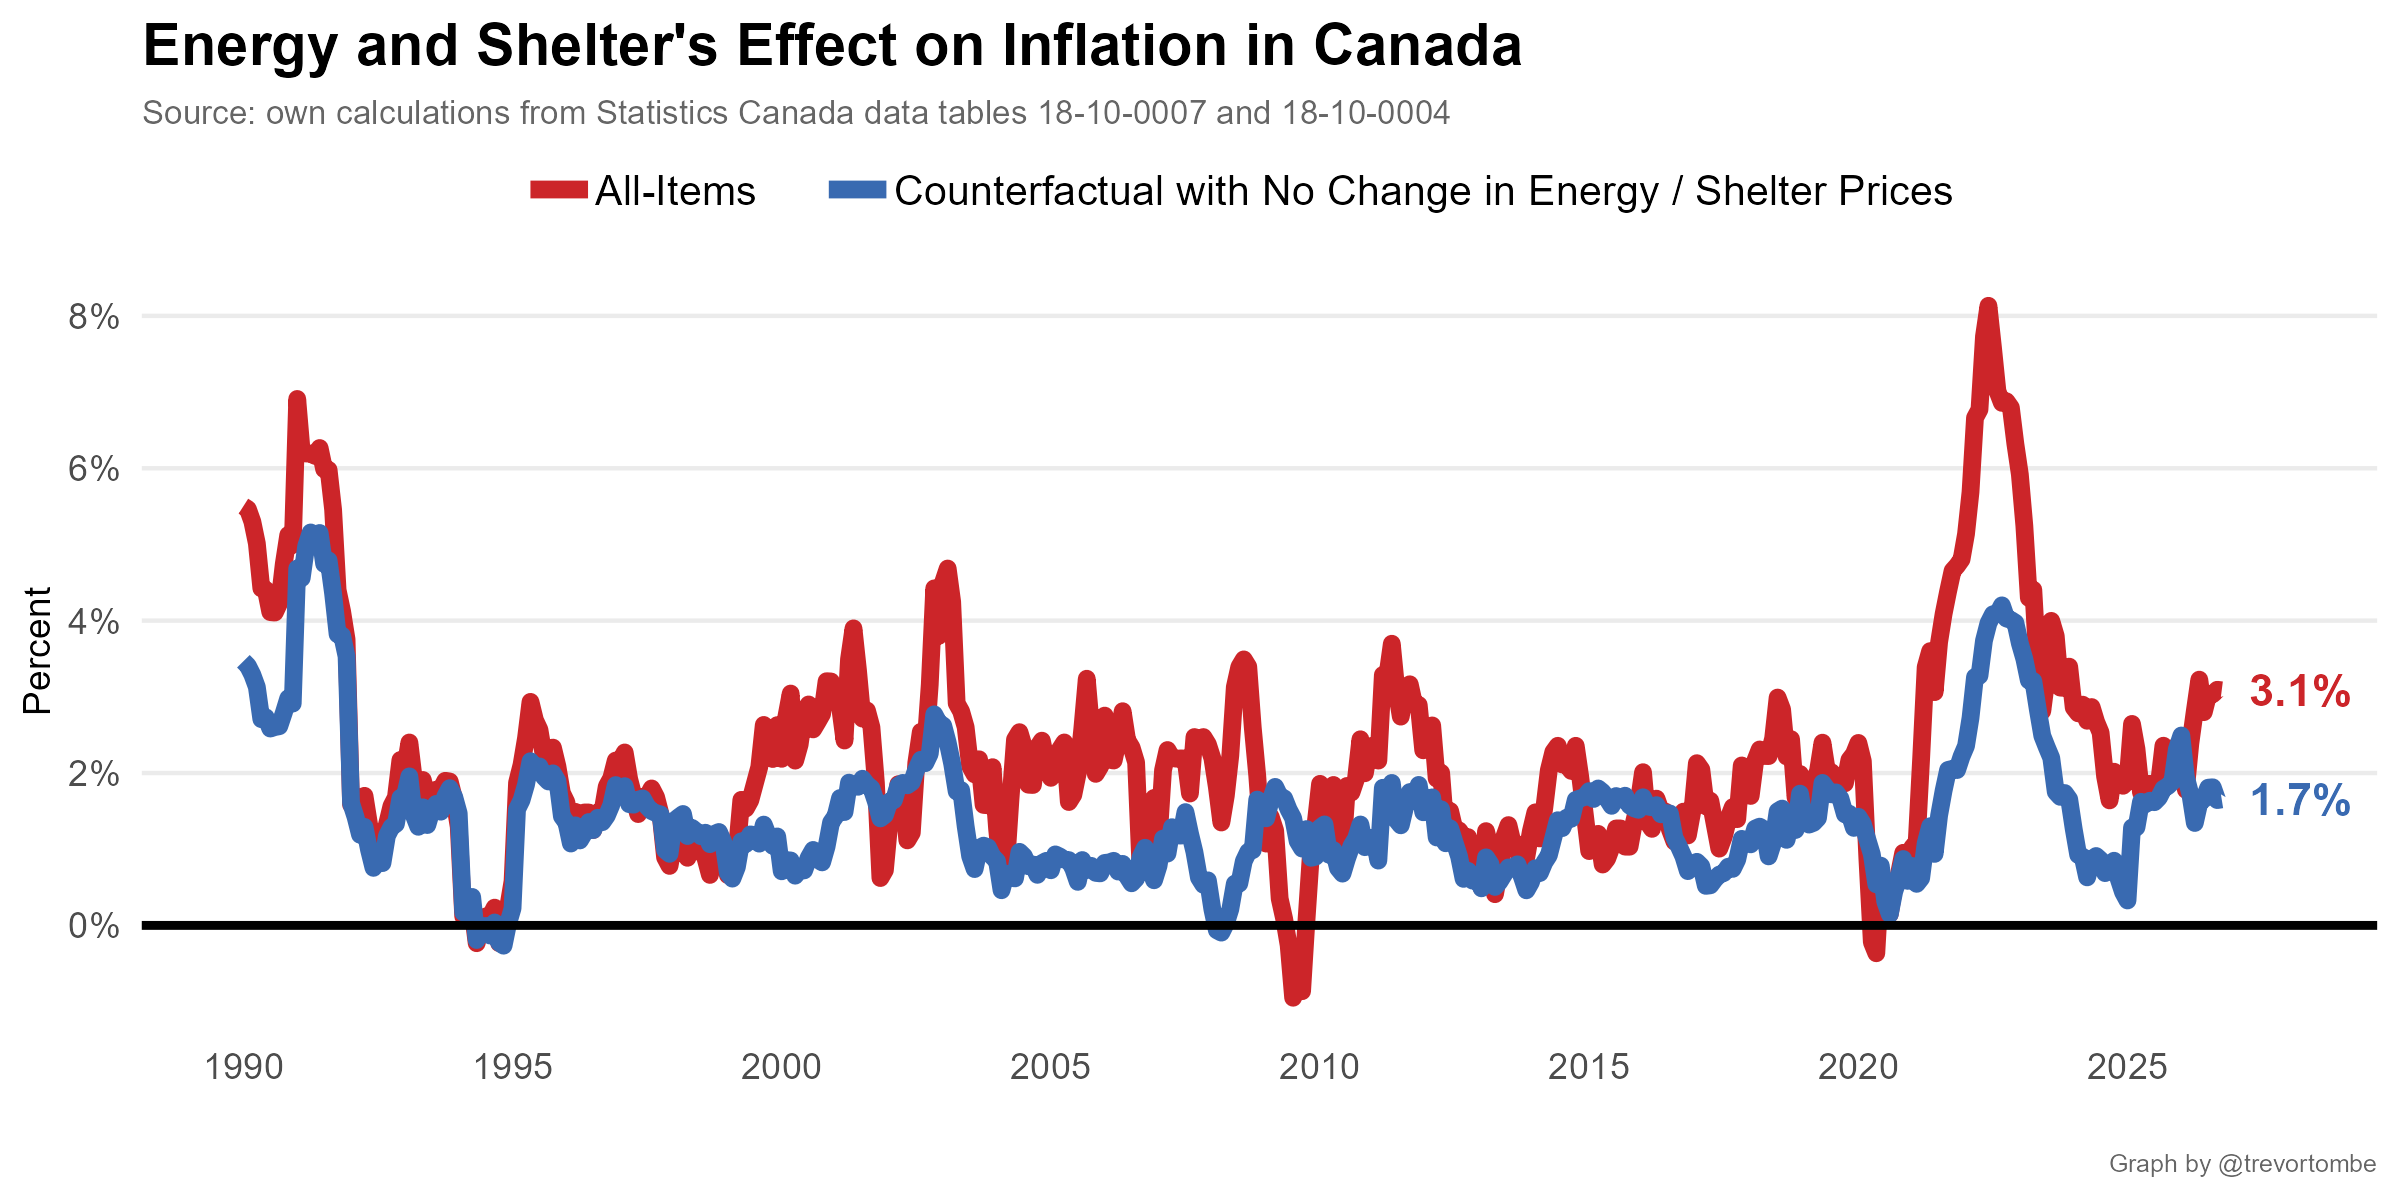 Energy and Shelter's Effect on Inflation in Canada
Source: own calculations from Statistics Canada data tables 18-10-0007 and 18-10-0004
All-Items
Counterfactual with No Change in Energy / Shelter Prices
Percent
8%
6%
4%
2%
0%
3.1%
1.7%
1990
1995
2000
2005
2010
2015
2020
2025
Graph by @trevortombe